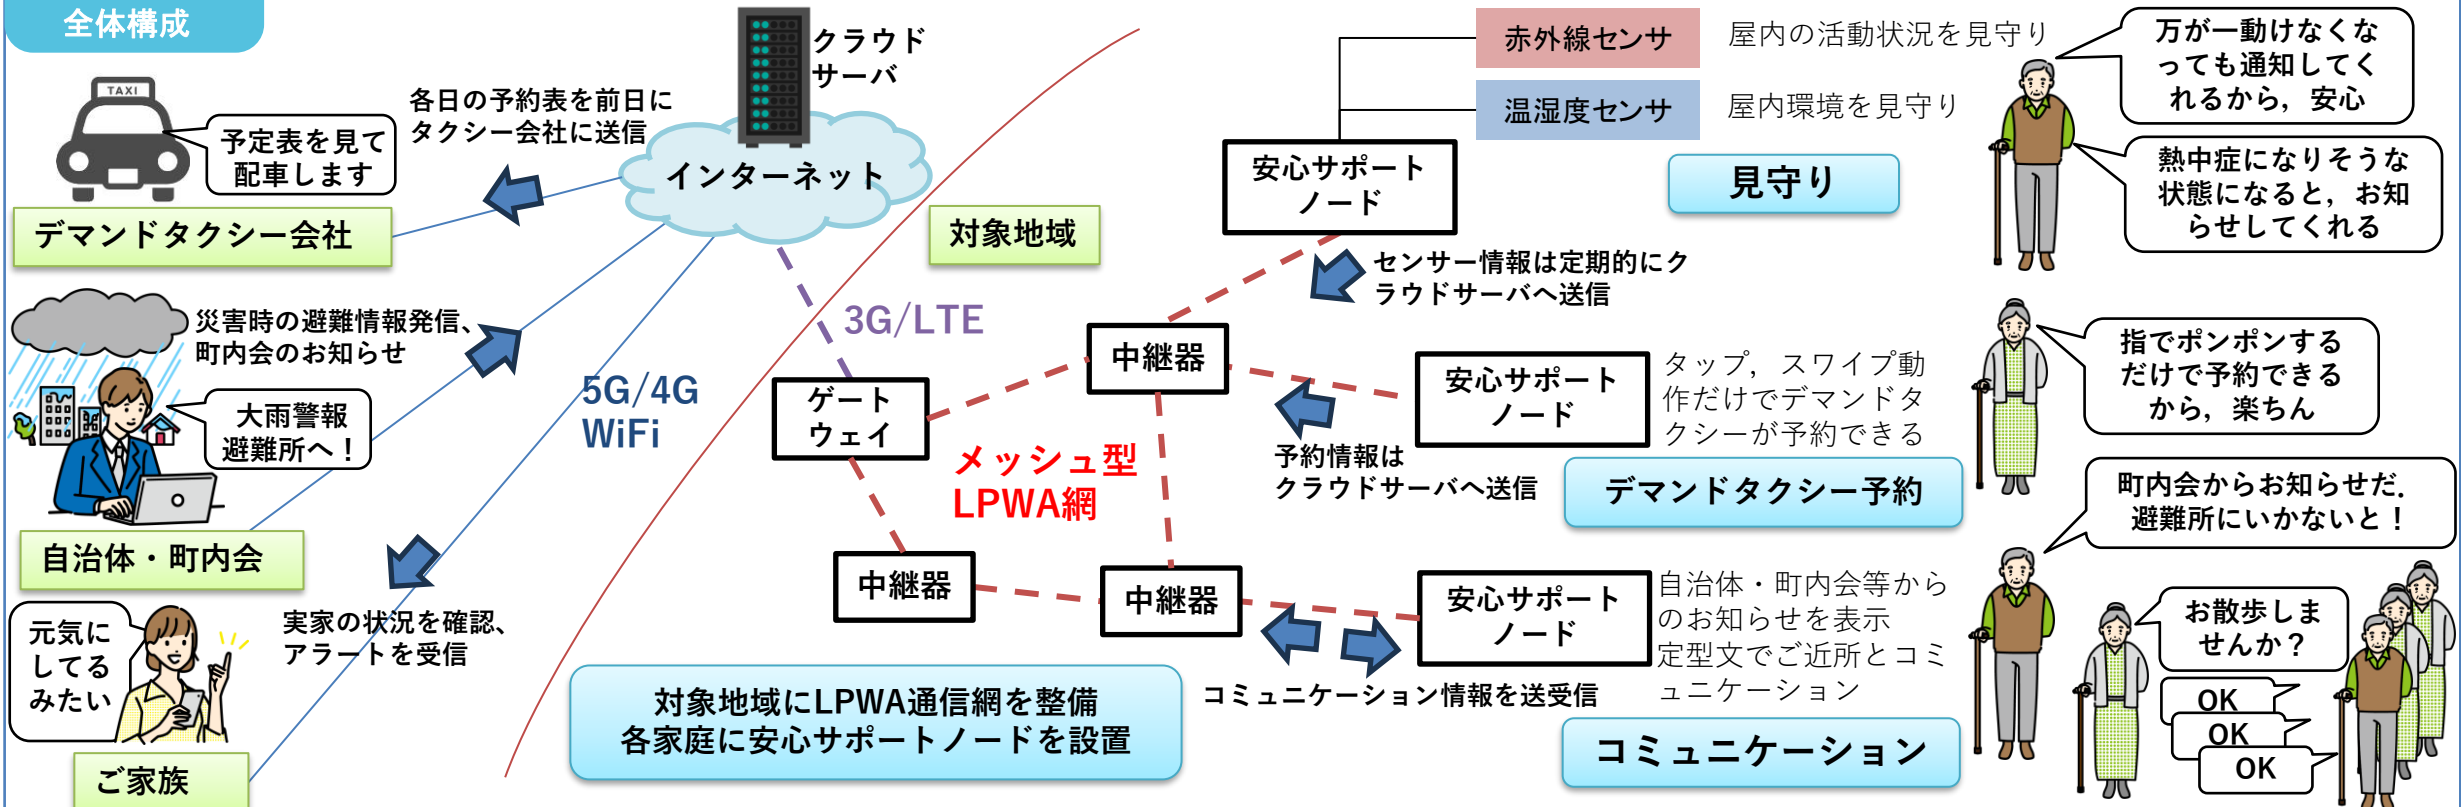 全体構成
TAXI
予定表を見て
配車します
デマンドタクシー会社
各日の予約表を前日に
タクシー会社に送信
クラウド
サーバ
インターネット
災害時の避難情報発信、
町内会のお知らせ
大雨警報
避難所へ！
自治体・町内会
元気に
してる
みたい
実家の状況を確認、
アラートを受信
ご家族
5G/4G
WiFi
3G/LTE
対象地域
ゲート
ウェイ
メッシュ型
LPWA網
中継器
中継器
中継器
対象地域にLPWA通信網を整備
各家庭に安心サポートノードを設置
赤外線センサ
屋内の活動状況を見守り
温湿度センサ
屋内環境を見守り
安心サポート
ノード
見守り
センサー情報は定期的にク
ラウドサーバへ送信
万が一動けなくな
っても通知してく
れるから，安心
熱中症になりそうな
状態になると，お知
らせしてくれる
安心サポート
ノード
タップ，スワイプ動
作だけでデマンドタ
クシーが予約できる
予約情報は
クラウドサーバへ送信
デマンドタクシー予約
指でポンポンする
だけで予約できる
から，楽ちん
安心サポート
ノード
自治体・町内会等から
のお知らせを表示
定型文でご近所とコミ
ュニケーション
コミュニケーション情報を送受信
コミュニケーション
町内会からお知らせだ．
避難所にいかないと！
お散歩しま
せんか？
OK
OK
OK